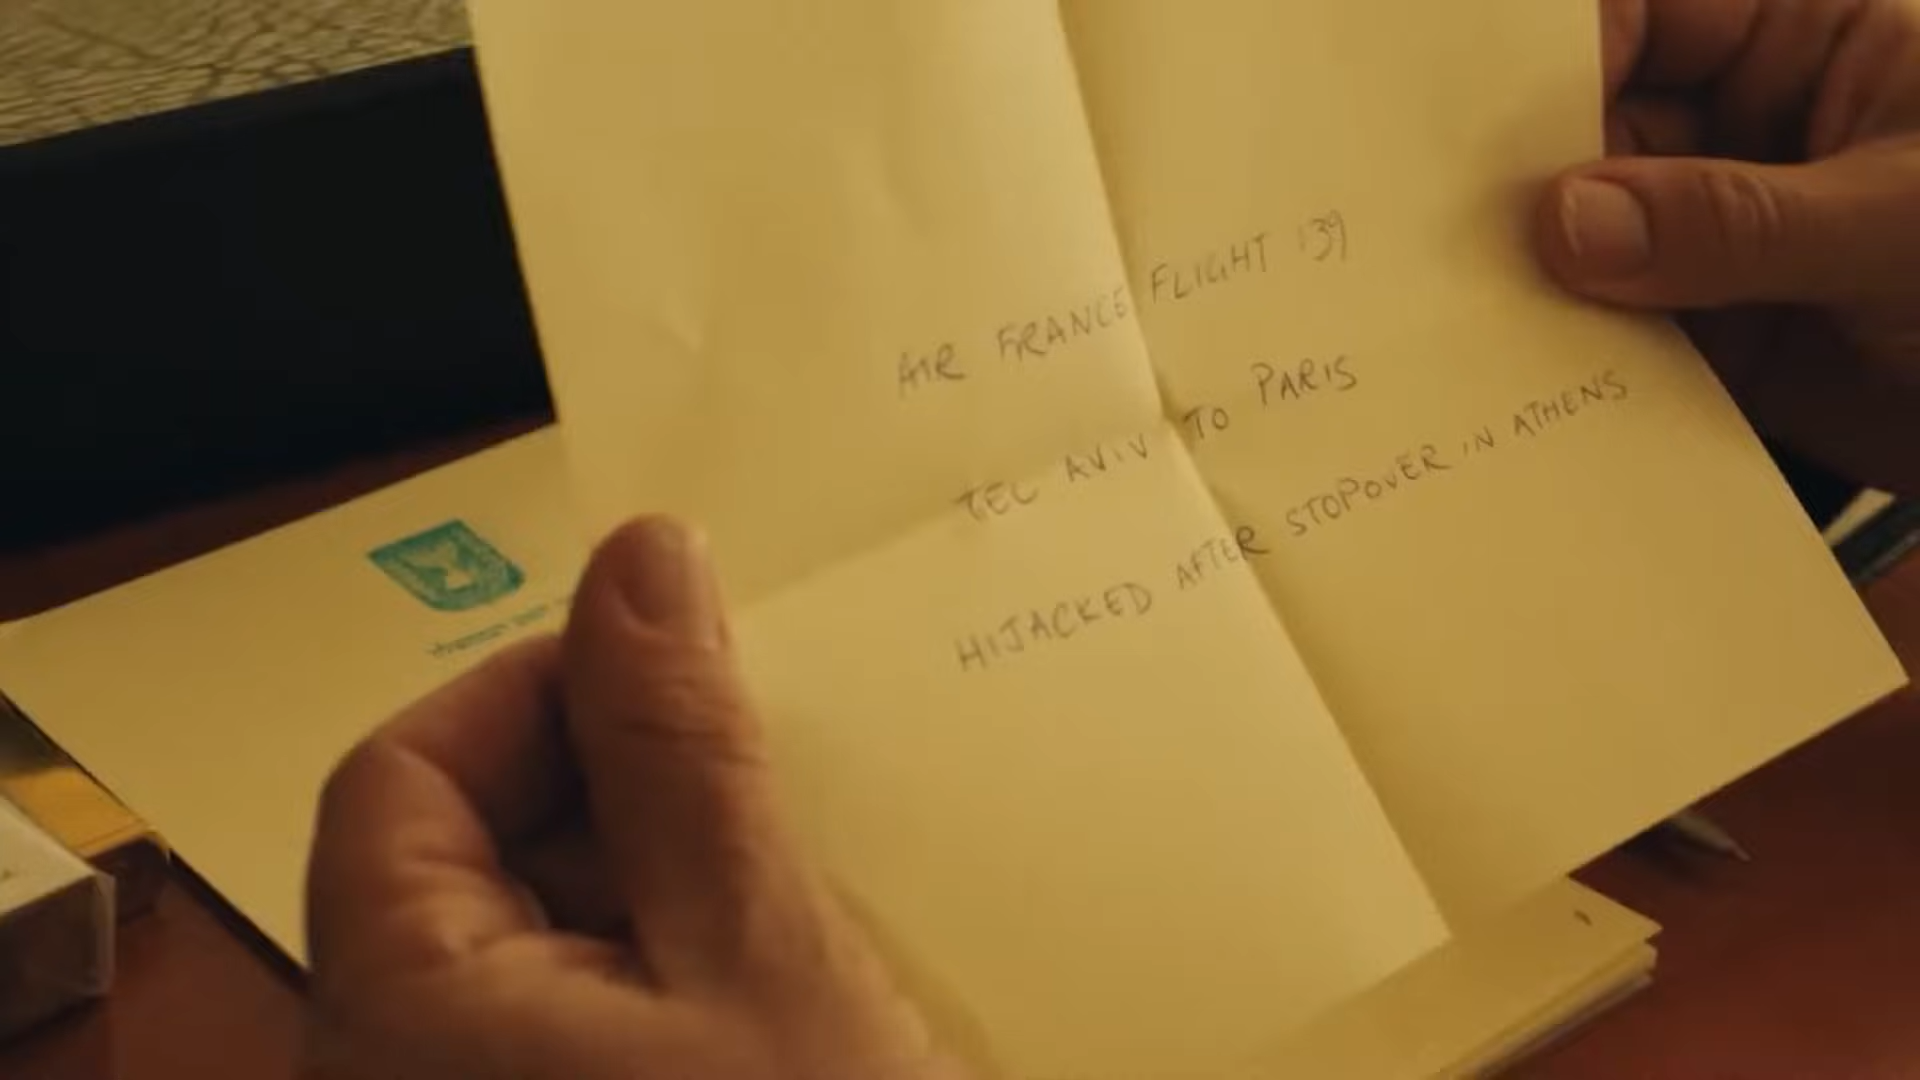 AIR FRANCE FLIGHT 139
TEL AVIV TO PARIS
HIJACKED AFTER STOPOVER IN ATHENS